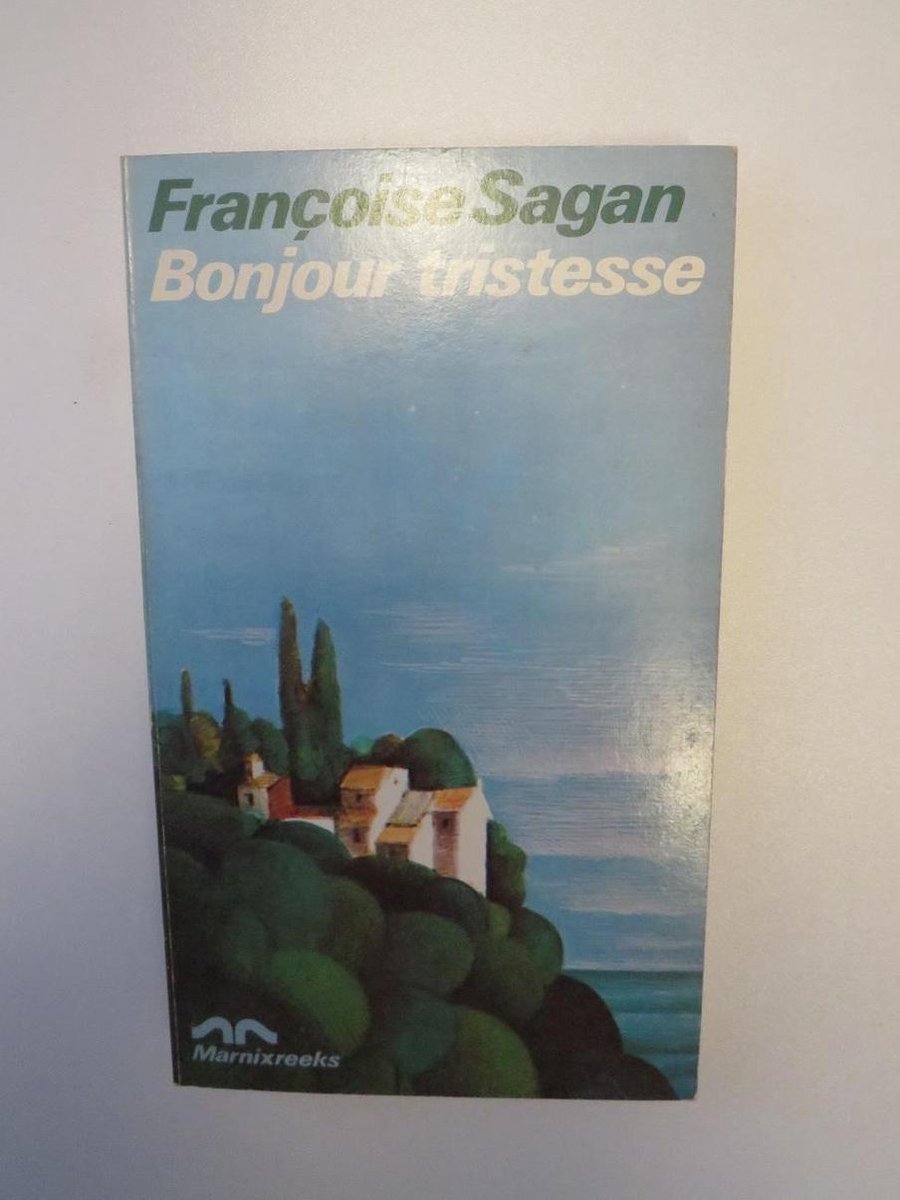 Françoise Sagan
Bonjour tristesse
Marnixreeks